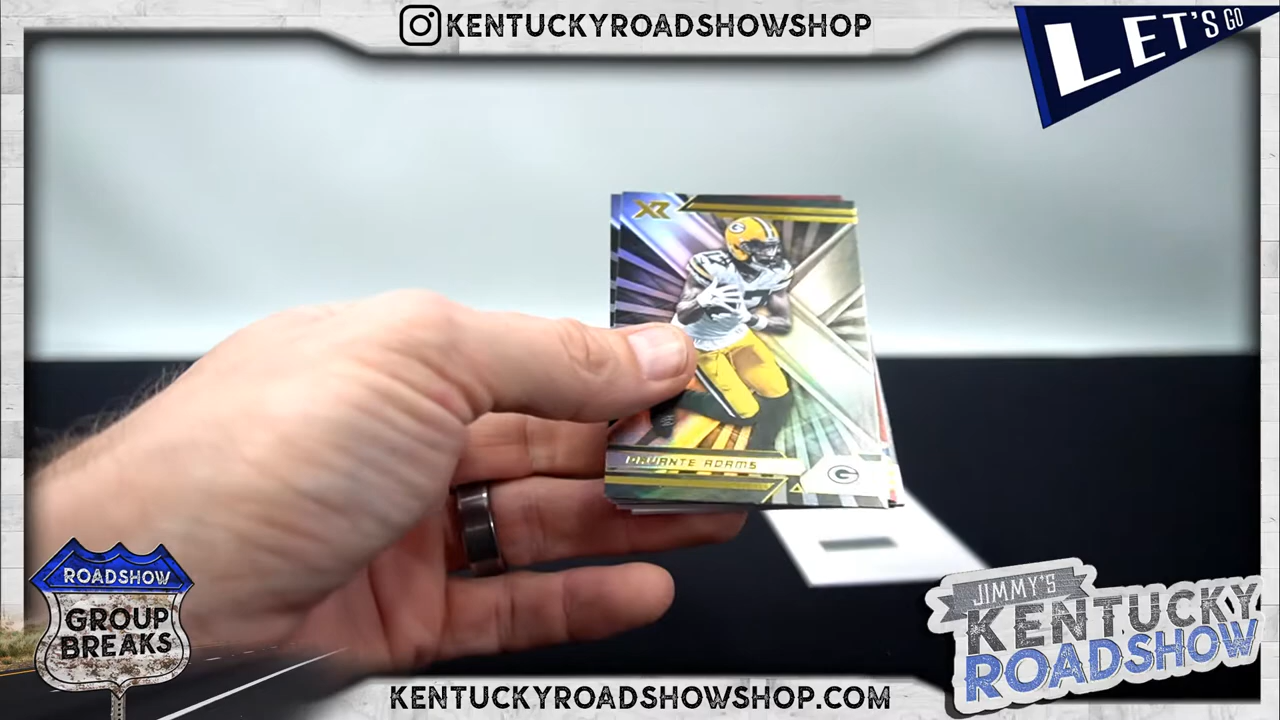 KENTUCKYROADSHOWSHOP
LET'S GO
XR
DAVANTE ADAMS
G
ROADSHOW
GROUP
BREAKS
JIMMY'S
KENTUCKY
ROADSHOW
KENTUCKYROADSHOWSHOP.COM